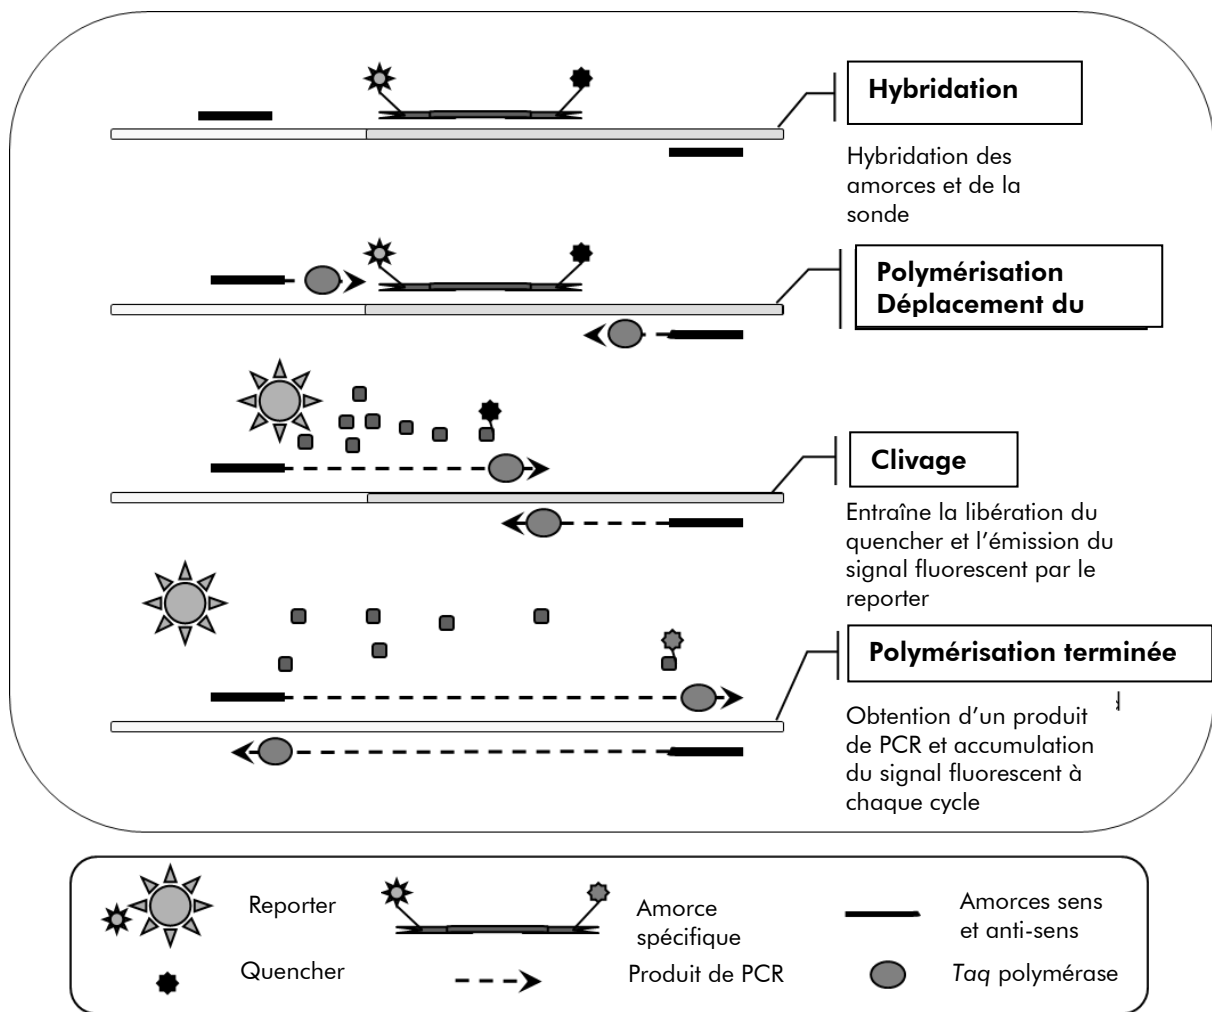 Hybridation
Hybridation des
amorces et de la
sonde
Polymérisation
Déplacement du
Clivage
Entraîne la libération du
quencher et l’émission du
signal fluorescent par le
reporter
Polymérisation terminée
Obtention d’un produit
de PCR et accumulation
du signal fluorescent à
chaque cycle
Reporter
Quencher
Amorce
spécifique
Produit de PCR
Amorces sens
et anti-sens
Taq polymérase